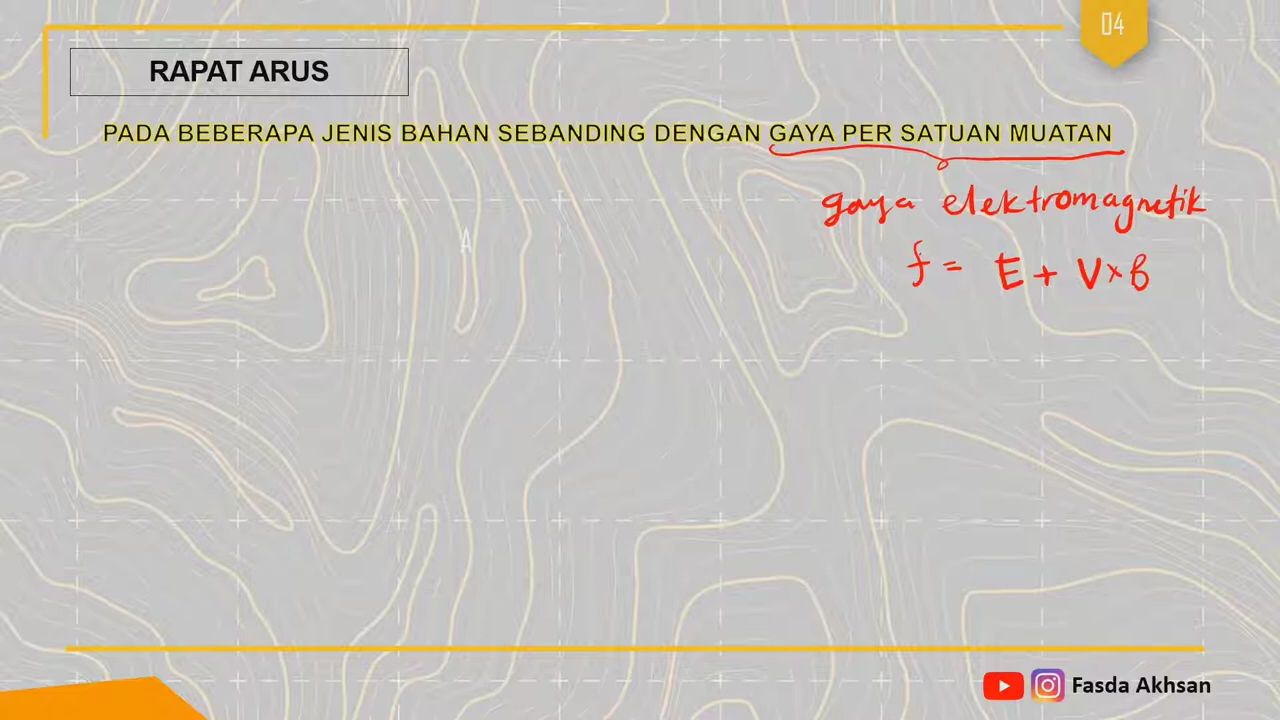 04
RAPAT ARUS
PADA BEBERAPA JENIS BAHAN SEBANDING DENGAN GAYA PER SATUAN MUATAN
gaya elektromagnetik
f = E + V × B
A
Fasda Akhsan